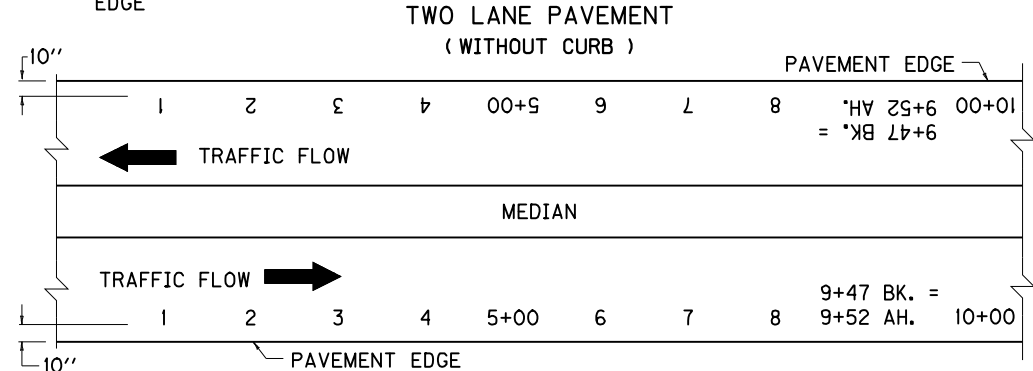 EDGE
TWO LANE PAVEMENT
(WITHOUT CURB)
10''
PAVEMENT EDGE
1 2 3 4 5+00 6 7 8 9+47 BK. = 10+00
9+52 AH.
TRAFFIC FLOW
MEDIAN
TRAFFIC FLOW
9+47 BK. =
1 2 3 4 5+00 6 7 8 9+52 AH. 10+00
PAVEMENT EDGE
10''